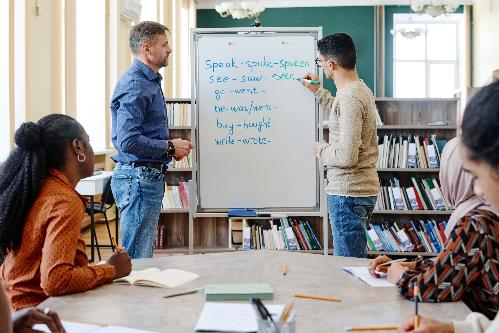 Speak - spoke - spoken
see - saw - seen
go - went -
be - was/were -
buy - bought -
write - wrote -